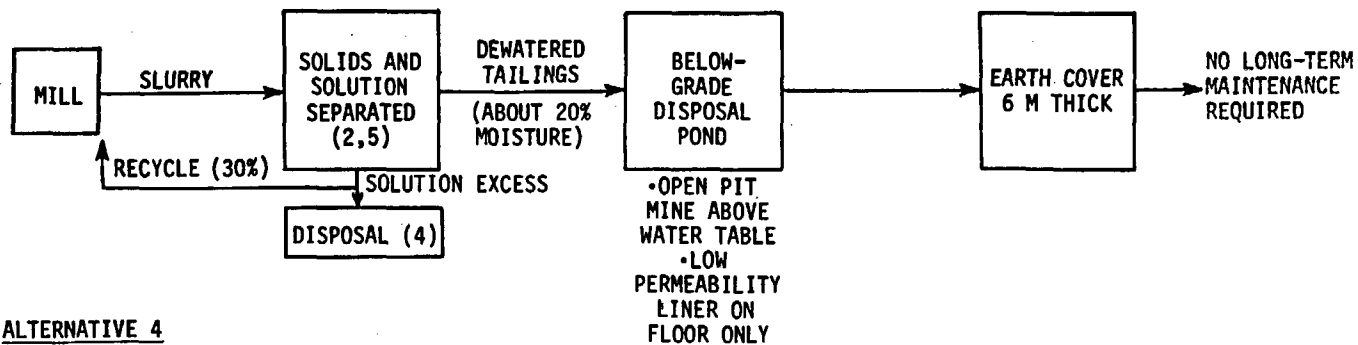 MILL
SLURRY
RECYCLE (30%)
SOLIDS AND
SOLUTION
SEPARATED
(2,5)
SOLUTION EXCESS
DISPOSAL (4)
DEWATERED
TAILINGS
(ABOUT 20%
MOISTURE)
BELOW-
GRADE
DISPOSAL
POND
•OPEN PIT
MINE ABOVE
WATER TABLE
•LOW
PERMEABILITY
LINER ON
FLOOR ONLY
EARTH COVER
6 M THICK
NO LONG-TERM
MAINTENANCE
REQUIRED
ALTERNATIVE 4